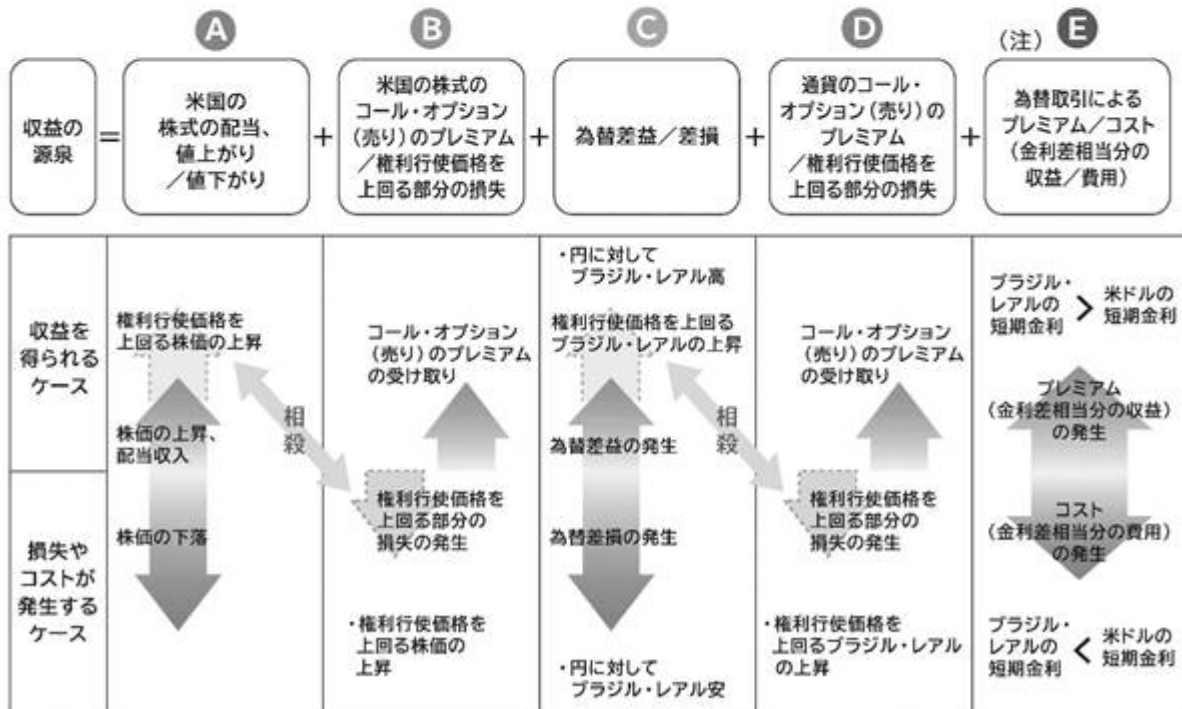 A
B
C
D
(注) E
収益の
源泉
=
米国の
株式の配当、
値上がり
/値下がり
+
米国の株式の
コール・オプション
(売り)のプレミアム
/権利行使価格を
上回る部分の損失
+
為替差益/差損
+
通貨のコール・
オプション(売り)の
プレミアム
/権利行使価格を
上回る部分の損失
+
為替取引による
プレミアム/コスト
(金利差相当分の
収益/費用)
収益を
得られる
ケース
権利行使価格を
上回る株価の上昇
株価の上昇、
配当収入
相殺
コール・オプション
(売り)のプレミアム
の受け取り
・円に対して
ブラジル・レアル高
権利行使価格を上回る
ブラジル・レアルの上昇
為替差益の発生
相殺
コール・オプション
(売り)のプレミアム
の受け取り
ブラジル・
レアルの
短期金利
>
米ドルの
短期金利
プレミアム
(金利差相当分の収益)
の発生
損失や
コストが
発生する
ケース
株価の下落
権利行使価格を
上回る部分の
損失の発生
・権利行使価格を
上回る株価の
上昇
為替差損の発生
・円に対して
ブラジル・レアル安
権利行使価格を
上回る部分の
損失の発生
・権利行使価格を
上回るブラジル・レアル
の上昇
コスト
(金利差相当分の費用)
の発生
ブラジル・
レアルの
短期金利
<
米ドルの
短期金利